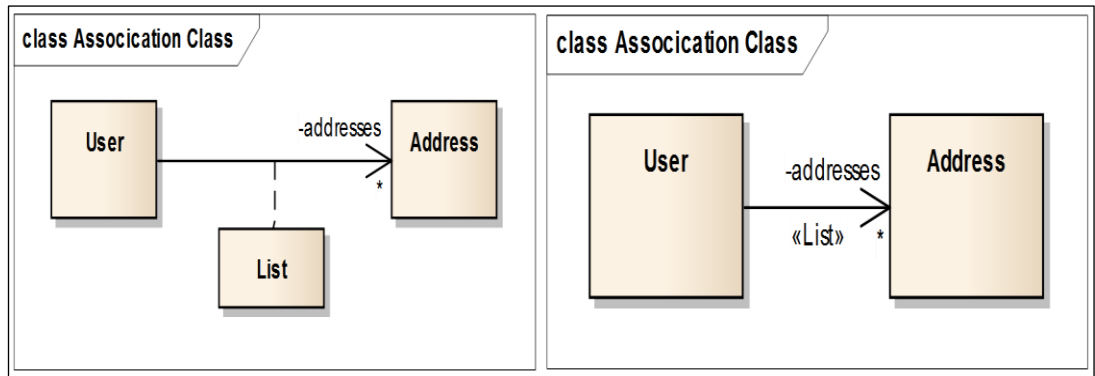 class Assocication Class
User
-addresses
Address
*
List
class Assocication Class
User
-addresses
Address
«List»
*